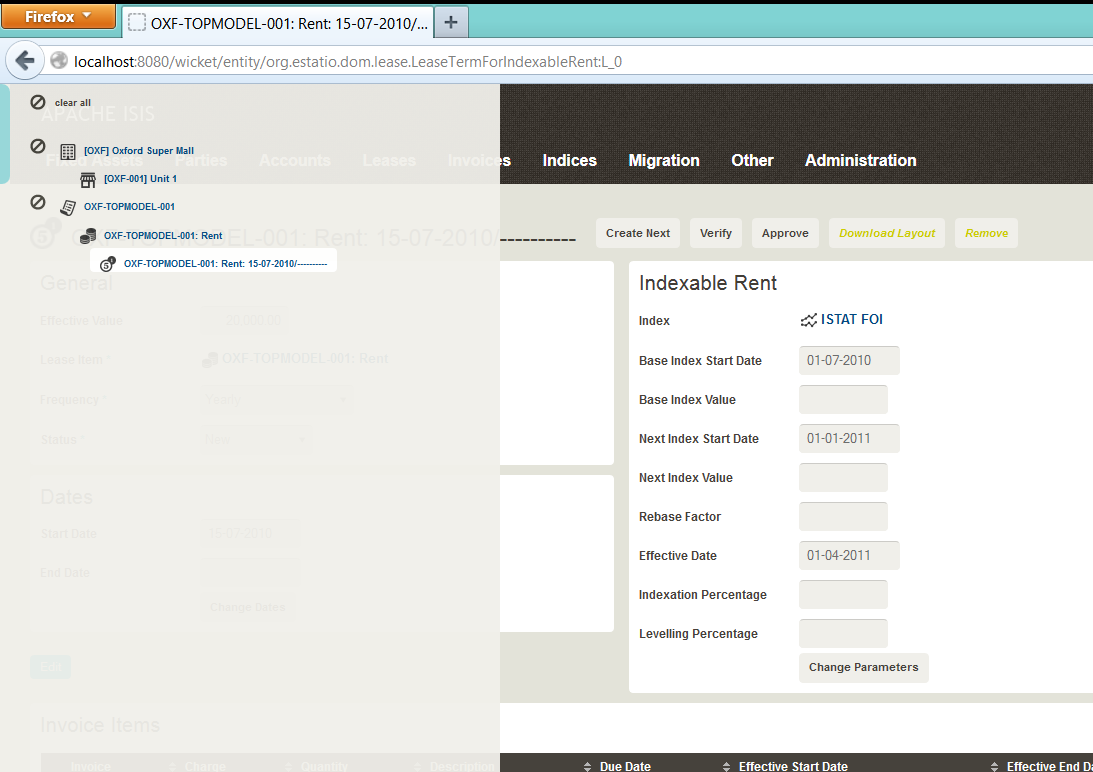 Firefox
OXF-TOPMODEL-001: Rent: 15-07-2010/...
localhost:8080/wicket/entity/org.estatio.dom.lease.LeaseTermForIndexableRent:L_0
clear all
APACHE ISIS
[OXF] Oxford Super Mall
Fixed Assets Parties Accounts Leases Invoices Indices Migration Other Administration
[OXF-001] Unit 1
OXF-TOPMODEL-001
OXF-TOPMODEL-001: Rent
OXF-TOPMODEL-001: Rent: 15-07-2010/----------
Create Next Verify Approve Download Layout Remove
OXF-TOPMODEL-001: Rent: 15-07-2010/----------
General
Effective Value 20,000.00
Lease Item * OXF-TOPMODEL-001: Rent
Frequency * Yearly
Status * New
Dates
Start Date 15-07-2010
End Date
Change Dates
Edit
Indexable Rent
Index ISTAT FOI
Base Index Start Date 01-07-2010
Base Index Value
Next Index Start Date 01-01-2011
Next Index Value
Rebase Factor
Effective Date 01-04-2011
Indexation Percentage
Levelling Percentage
Change Parameters
Invoice Items
Invoice Charge Quantity Description Due Date Effective Start Date Effective End